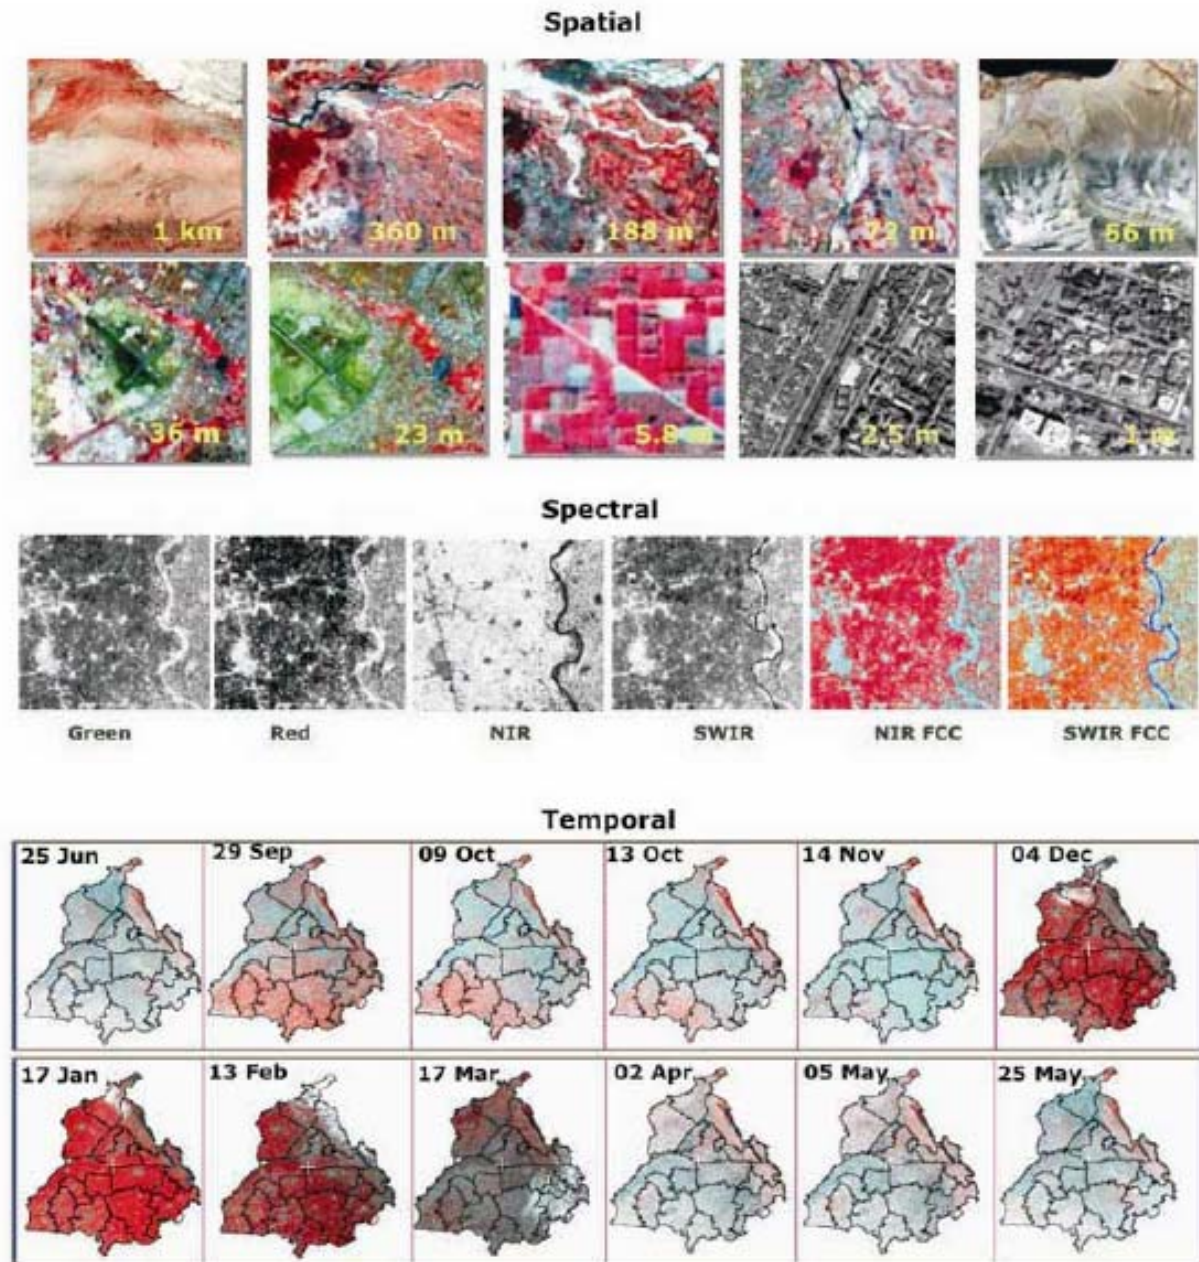 Spatial
1 km
360 m
188 m
72 m
56 m
36 m
23 m
5.8 m
2.5 m
1 m
Spectral
Green
Red
NIR
SWIR
NIR FCC
SWIR FCC
Temporal
25 Jun
29 Sep
09 Oct
13 Oct
14 Nov
04 Dec
17 Jan
13 Feb
17 Mar
02 Apr
05 May
25 May